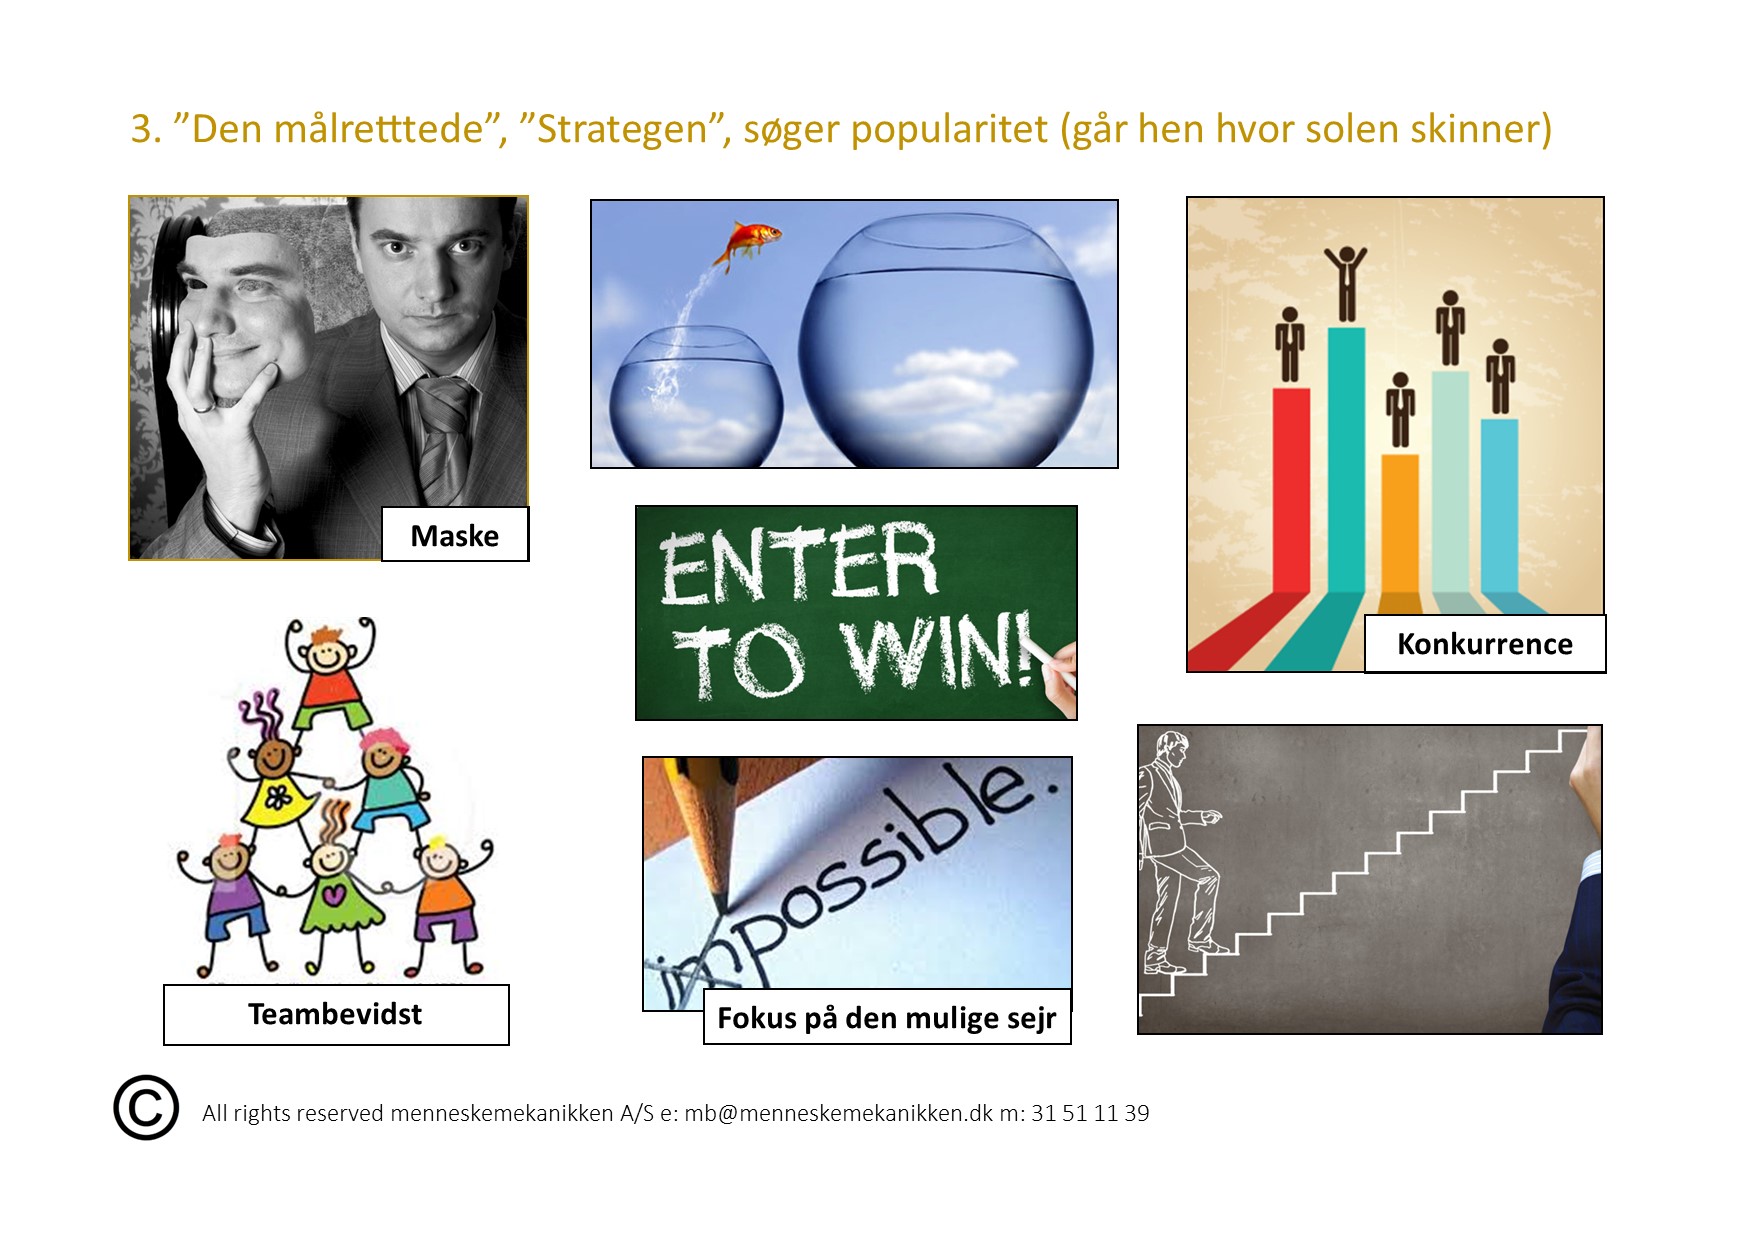 3. ”Den målretttede”, ”Strategen”, søger popularitet (går hen hvor solen skinner)
Maske
ENTER
TO WIN!
Konkurrence
impossible.
Teambevidst
Fokus på den mulige sejr
© All rights reserved menneskemekanikken A/S e: mb@menneskemekanikken.dk m: 31 51 11 39